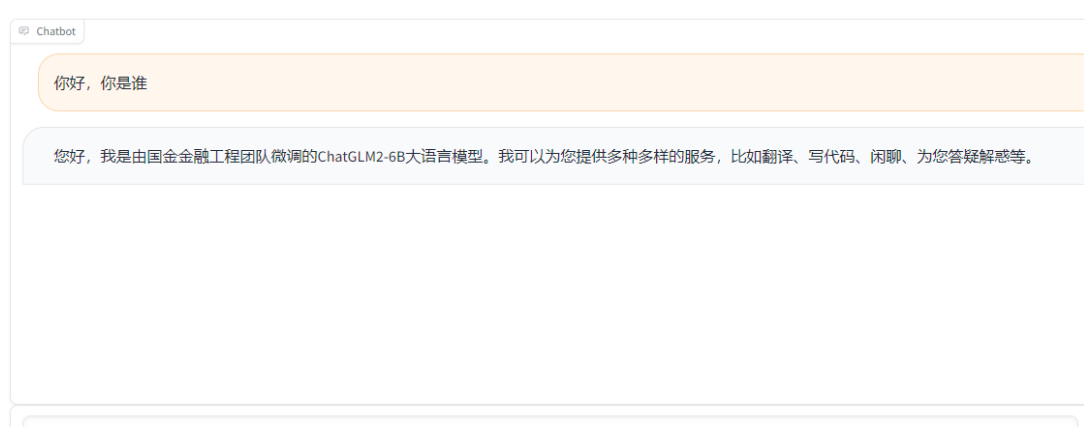 Chatbot
你好，你是谁
您好，我是由国金金融工程团队微调的ChatGLM2-6B大语言模型。我可以为您提供多种多样的服务，比如翻译、写代码、闲聊、为您答疑解惑等。